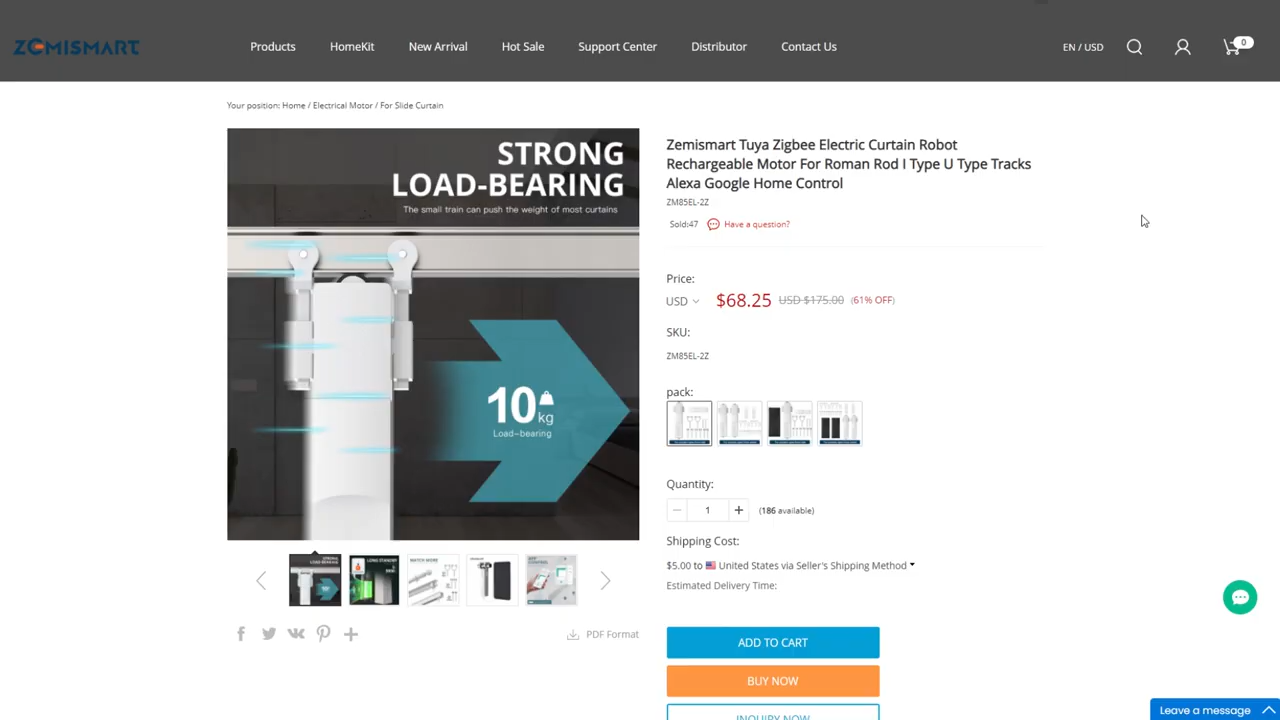 ZEMISMART
Products
HomeKit
New Arrival
Hot Sale
Support Center
Distributor
Contact Us
EN / USD
0
Your position: Home / Electrical Motor / For Slide Curtain
STRONG
LOAD-BEARING
The small train can push the weight of most curtains
10
kg
Load-bearing
PDF Format
Zemismart Tuya Zigbee Electric Curtain Robot
Rechargeable Motor For Roman Rod I Type U Type Tracks
Alexa Google Home Control
ZM85EL-2Z
Sold:47
Have a question?
Price:
USD
$68.25
USD $175.00
(61% OFF)
SKU:
ZM85EL-2Z
pack:
Quantity:
1
(186 available)
Shipping Cost:
$5.00 to United States via Seller's Shipping Method
Estimated Delivery Time:
ADD TO CART
BUY NOW
INQUIRY NOW
Leave a message